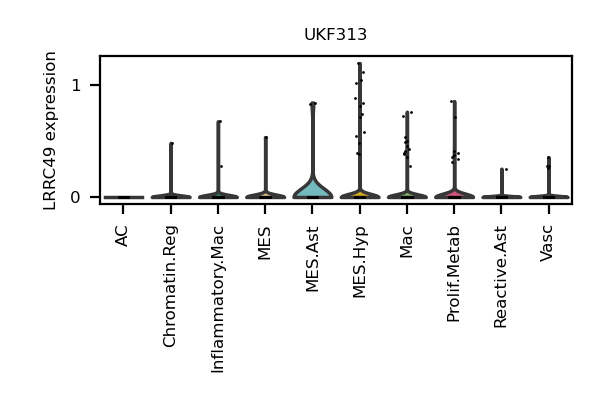 UKF313
LRRC49 expression
1
0
AC
Chromatin.Reg
Inflammatory.Mac
MES
MES.Ast
MES.Hyp
Mac
Prolif.Metab
Reactive.Ast
Vasc